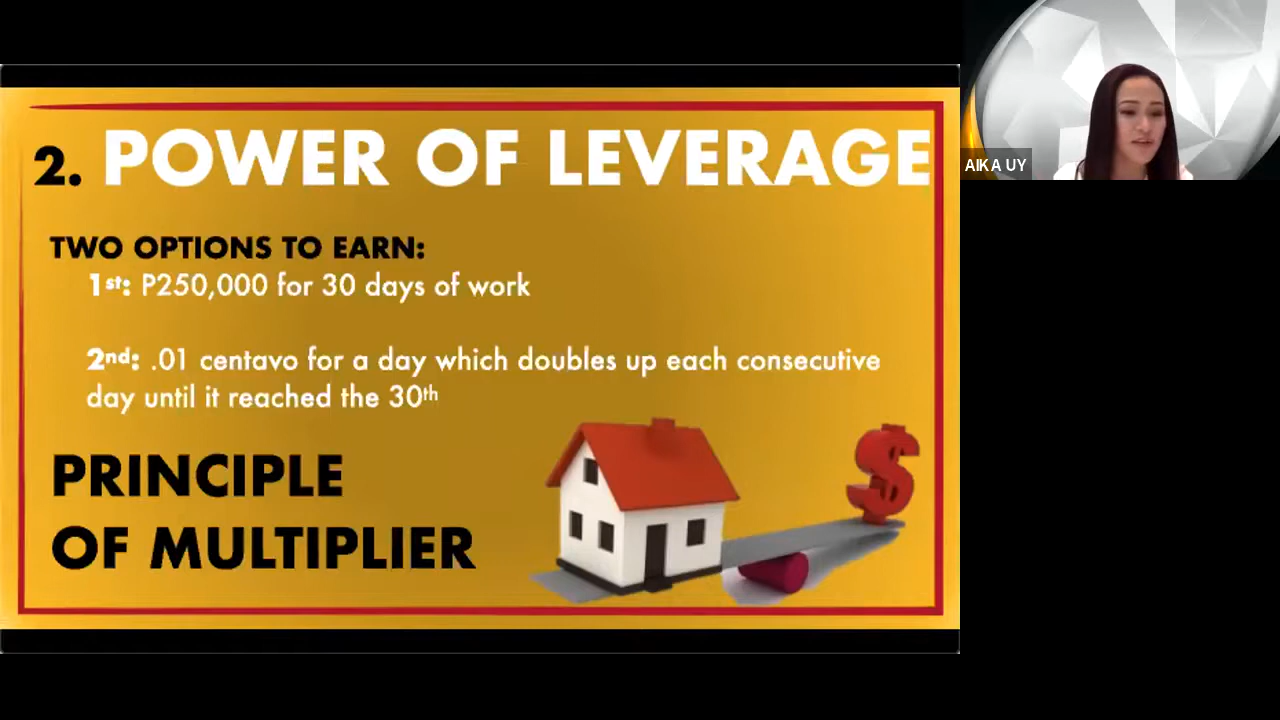 2. POWER OF LEVERAGE
TWO OPTIONS TO EARN:
1st: P250,000 for 30 days of work
2nd: .01 centavo for a day which doubles up each consecutive
day until it reached the 30th
PRINCIPLE
OF MULTIPLIER
$
AIKA UY